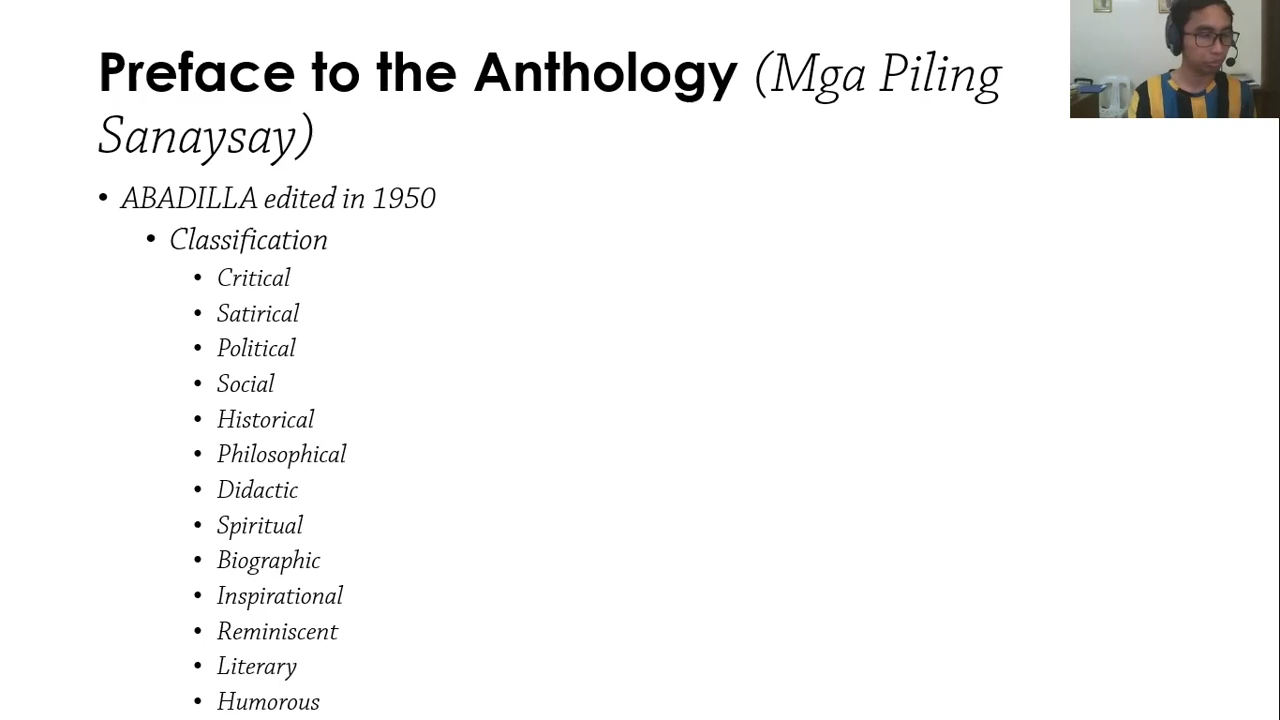 Preface to the Anthology (Mga Piling
Sanaysay)
• ABADILLA edited in 1950
• Classification
• Critical
• Satirical
• Political
• Social
• Historical
• Philosophical
• Didactic
• Spiritual
• Biographic
• Inspirational
• Reminiscent
• Literary
• Humorous